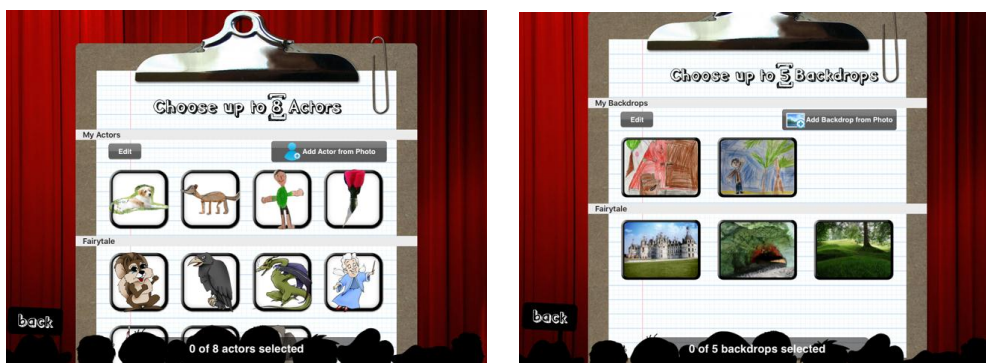 Choose up to 8 Actors
My Actors
Edit
Add Actor from Photo
Fairytale
back
0 of 8 actors selected
Choose up to 5 Backdrops
My Backdrops
Edit
Add Backdrop from Photo
Fairytale
back
0 of 5 backdrops selected